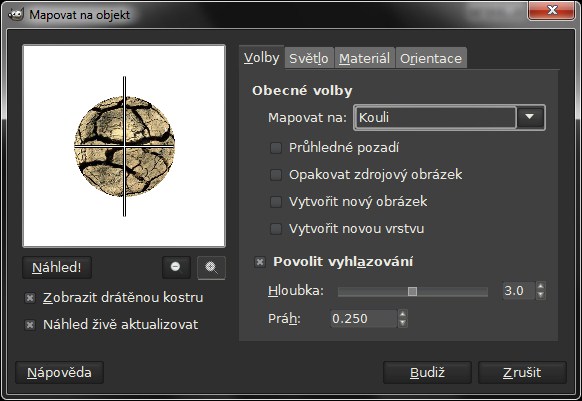 Mapovat na objekt
Volby Světlo Materiál Orientace
Obecné volby
Mapovat na: Kouli
Průhledné pozadí
Opakovat zdrojový obrázek
Vytvořit nový obrázek
Vytvořit novou vrstvu
Povolit vyhlazování
Hloubka: 3.0
Práh: 0.250
Náhled!
Zobrazit drátěnou kostru
Náhled živě aktualizovat
Nápověda Budiž Zrušit